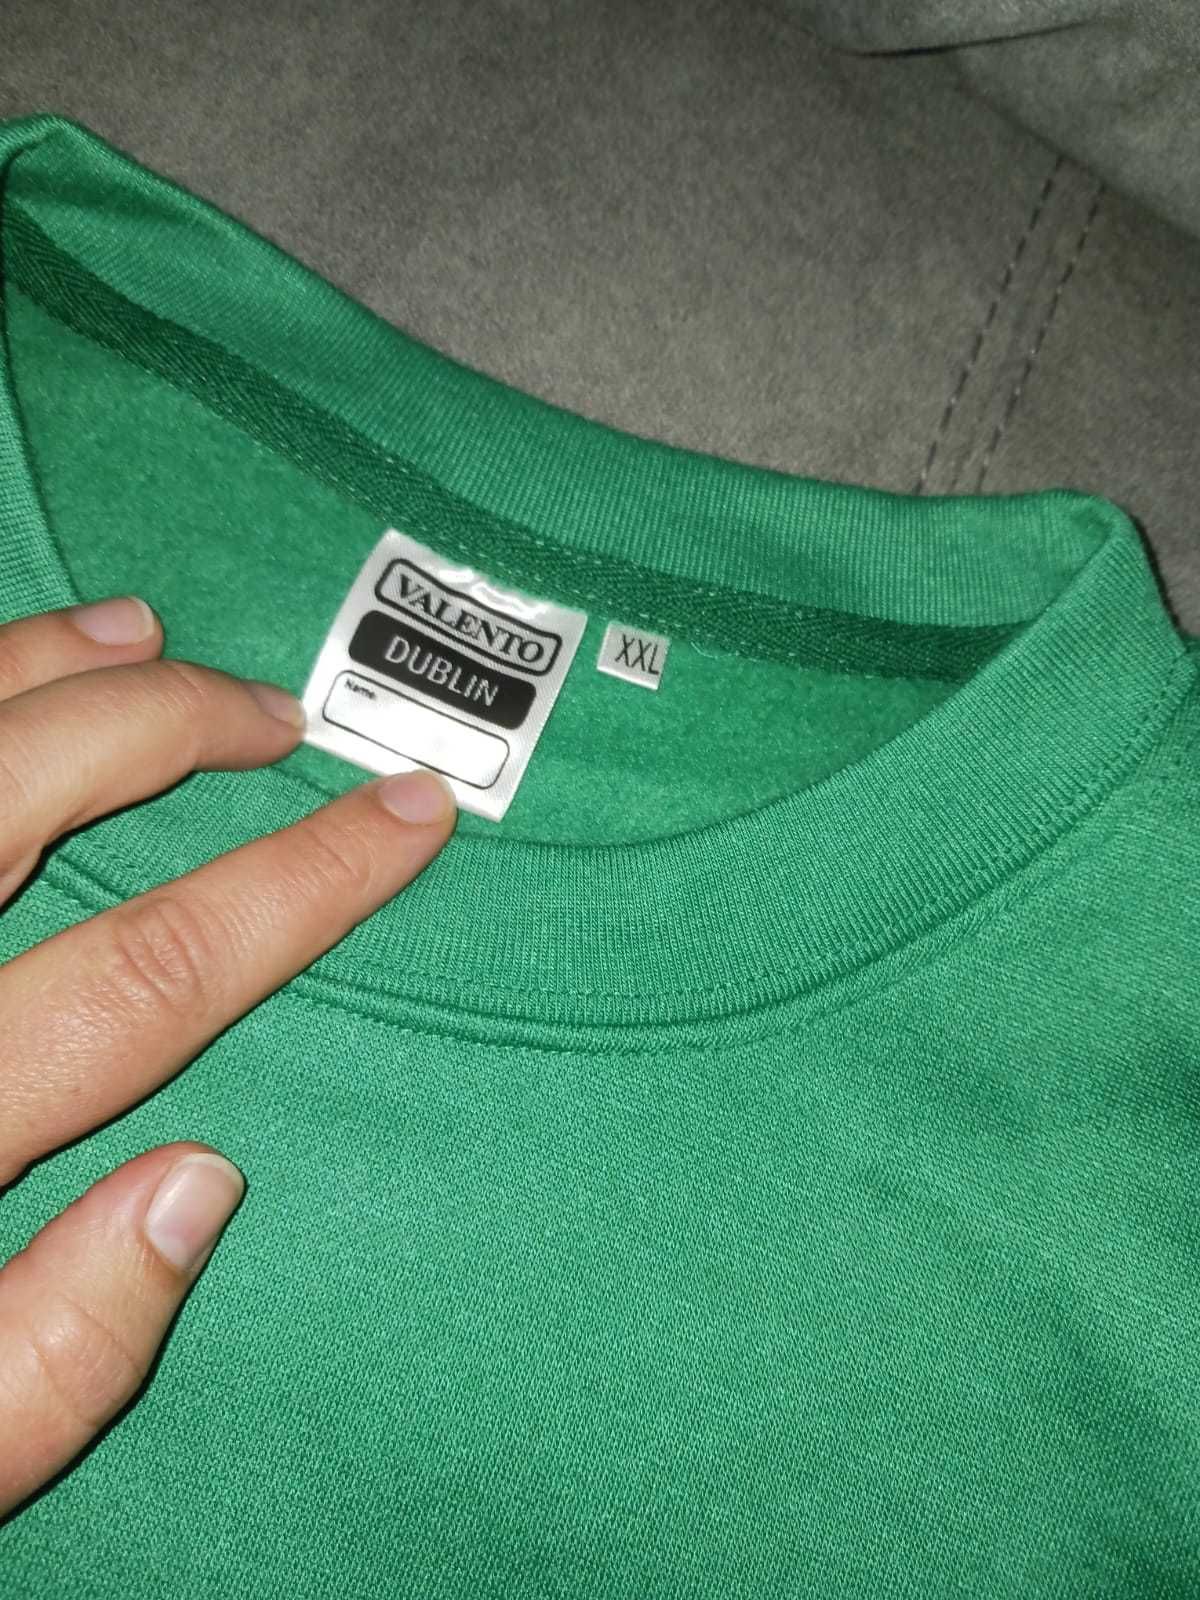 VALENTO
DUBLIN
Name:
XXL